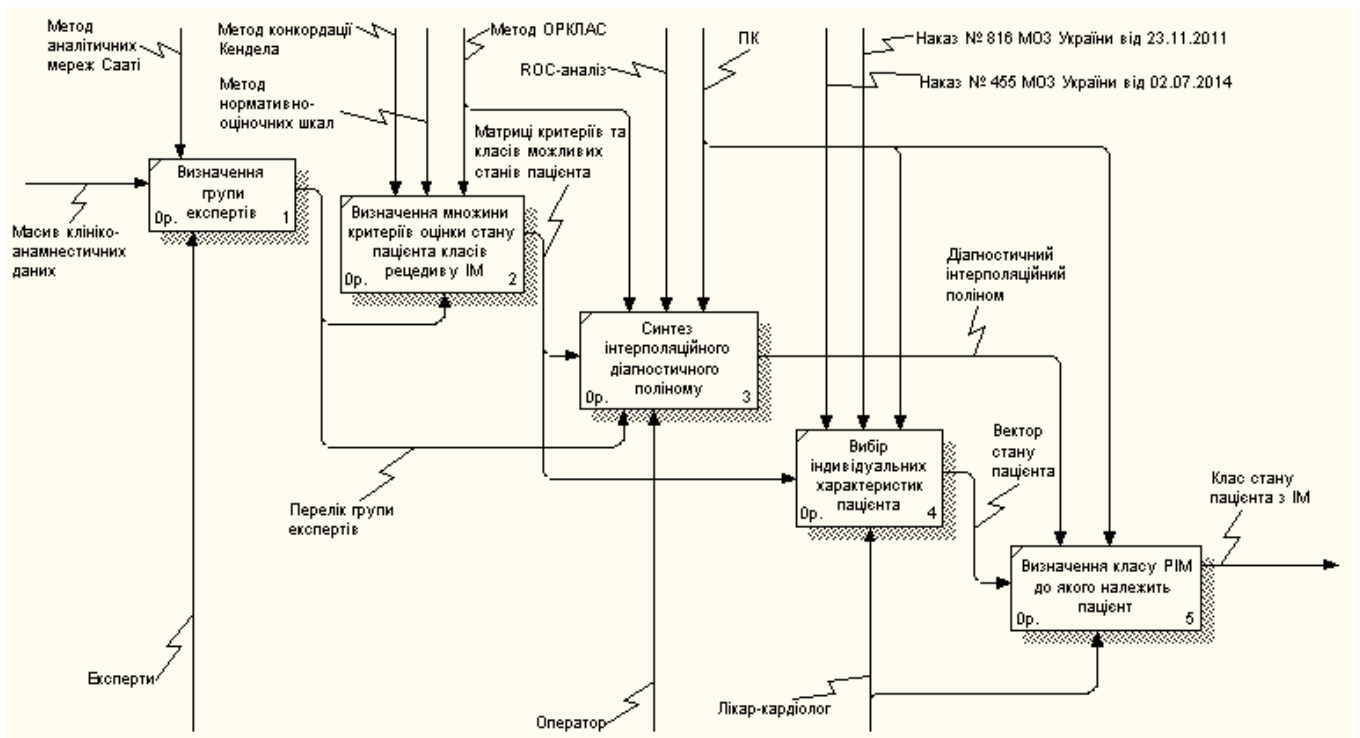 Метод
аналітичних
мереж Сааті
Метод конкордації
Кендела
Метод
нормативно-
оціночних шкал
Метод ОРКЛАС
ROC-аналіз
ПК
Наказ № 816 МОЗ України від 23.11.2011
Наказ № 455 МОЗ України від 02.07.2014
Матриці критеріїв та
класів можливих
станів пацієнта
Визначення
групи
експертів
0р. 1
Масив клініко-
анамнестичних
даних
Визначення множини
критеріїв оцінки стану
пацієнта класів
рецедиву ІМ
0р. 2
Діагностичний
інтерполяційний
поліном
Синтез
інтерполяційного
діагностичного
поліному
0р. 3
Вибір
індивідуальних
характеристик
пацієнта
0р. 4
Вектор
стану
пацієнта
Клас стану
пацієнта з ІМ
Перелік групи
експертів
Визначення класу РІМ
до якого належить
пацієнт
0р. 5
Експерти
Оператор
Лікар-кардіолог